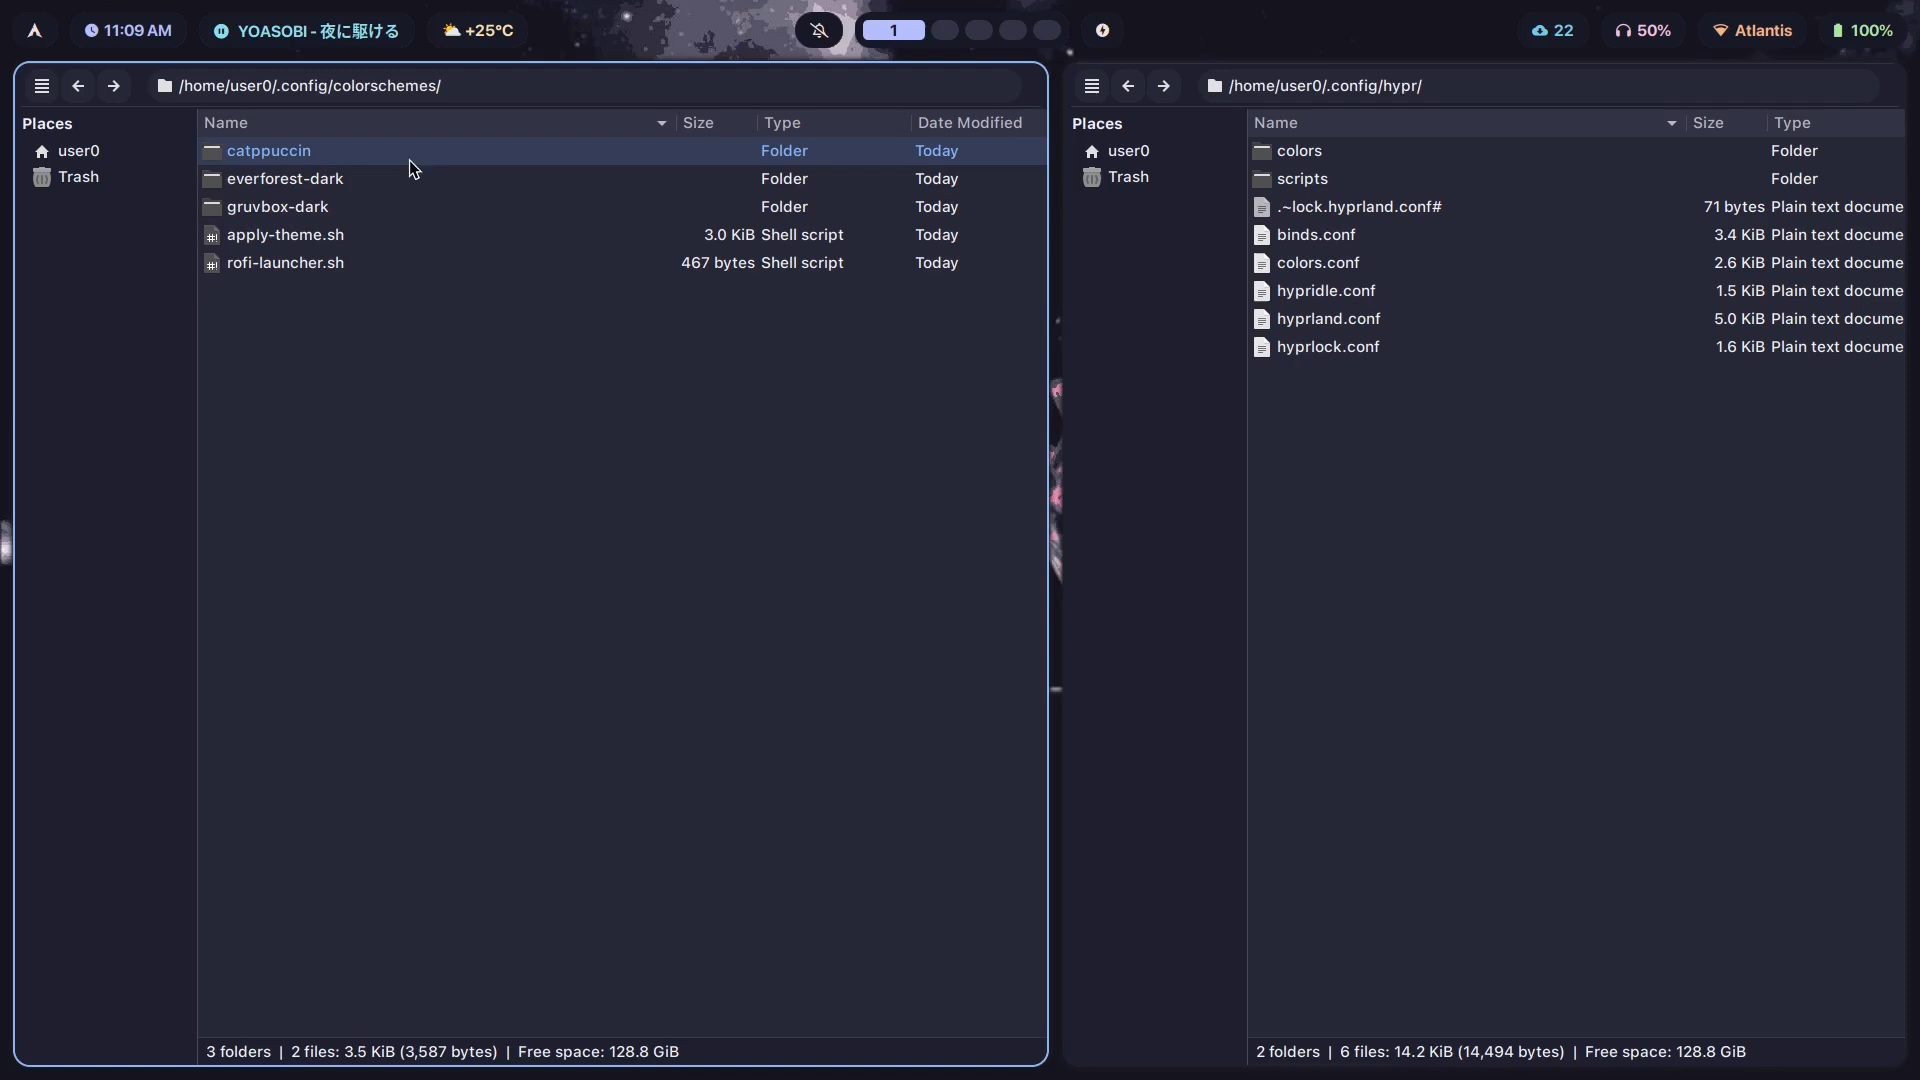 11:09 AM YOASOBI - 夜に駆ける +25°C 1 22 50% Atlantis 100%
/home/user0/.config/colorschemes/
Places
user0
Trash
Name Size Type Date Modified
catppuccin Folder Today
everforest-dark Folder Today
gruvbox-dark Folder Today
apply-theme.sh 3.0 KiB Shell script Today
rofi-launcher.sh 467 bytes Shell script Today
3 folders | 2 files: 3.5 KiB (3,587 bytes) | Free space: 128.8 GiB
/home/user0/.config/hypr/
Places
user0
Trash
Name Size Type
colors Folder
scripts Folder
.~lock.hyprland.conf# 71 bytes Plain text docume
binds.conf 3.4 KiB Plain text docume
colors.conf 2.6 KiB Plain text docume
hypridle.conf 1.5 KiB Plain text docume
hyprland.conf 5.0 KiB Plain text docume
hyprlock.conf 1.6 KiB Plain text docume
2 folders | 6 files: 14.2 KiB (14,494 bytes) | Free space: 128.8 GiB